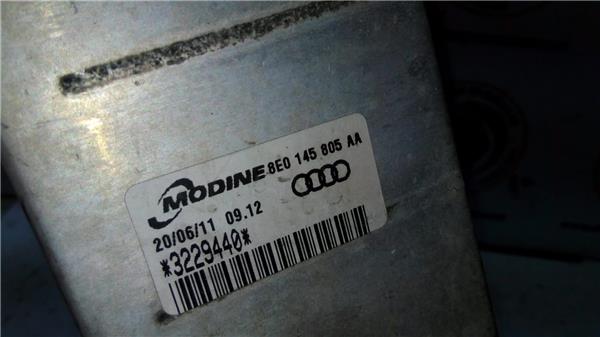 MODINE 8E0 145 805 AA
20/06/11 09.12
*3229440*